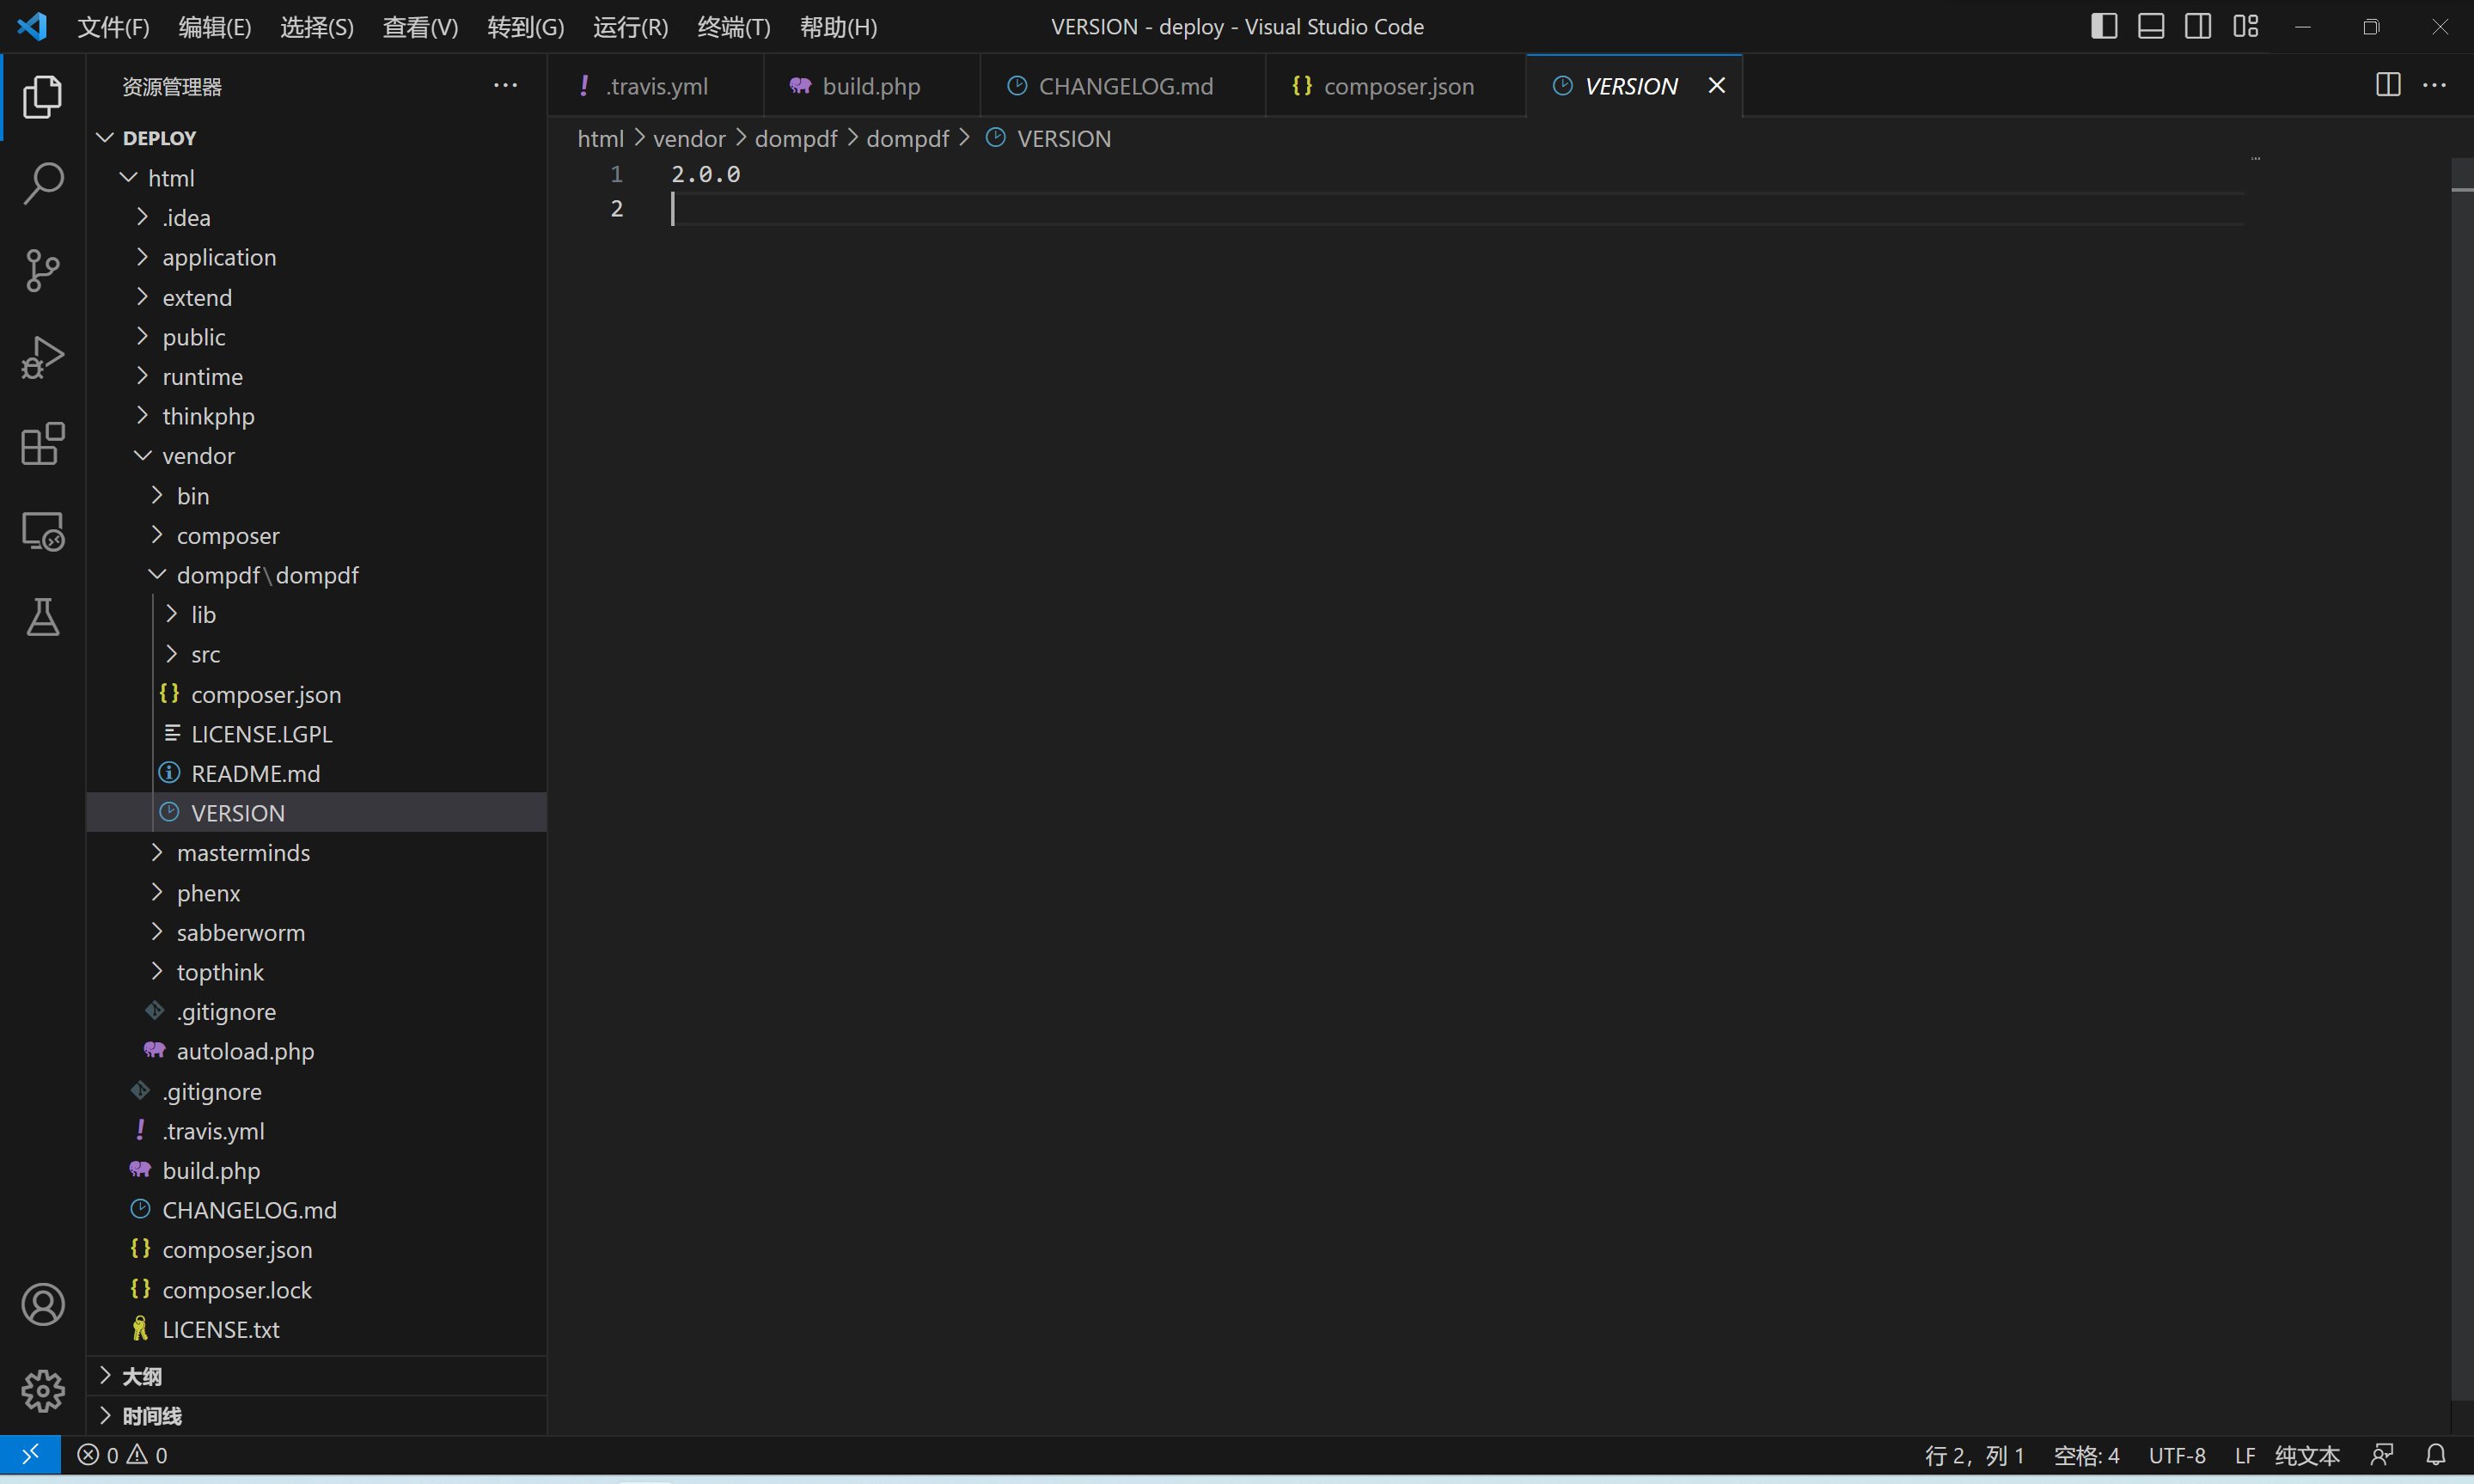 文件(F) 编辑(E) 选择(S) 查看(V) 转到(G) 运行(R) 终端(T) 帮助(H) VERSION - deploy - Visual Studio Code
资源管理器
.travis.yml build.php CHANGELOG.md composer.json VERSION
DEPLOY
html
.idea
application
extend
public
runtime
thinkphp
vendor
bin
composer
dompdf\dompdf
lib
src
composer.json
LICENSE.LGPL
README.md
VERSION
masterminds
phenx
sabberworm
topthink
.gitignore
autoload.php
.gitignore
.travis.yml
build.php
CHANGELOG.md
composer.json
composer.lock
LICENSE.txt
大纲
时间线
html > vendor > dompdf > dompdf > VERSION
1 2.0.0
2
0 0 行 2，列 1 空格: 4 UTF-8 LF 纯文本